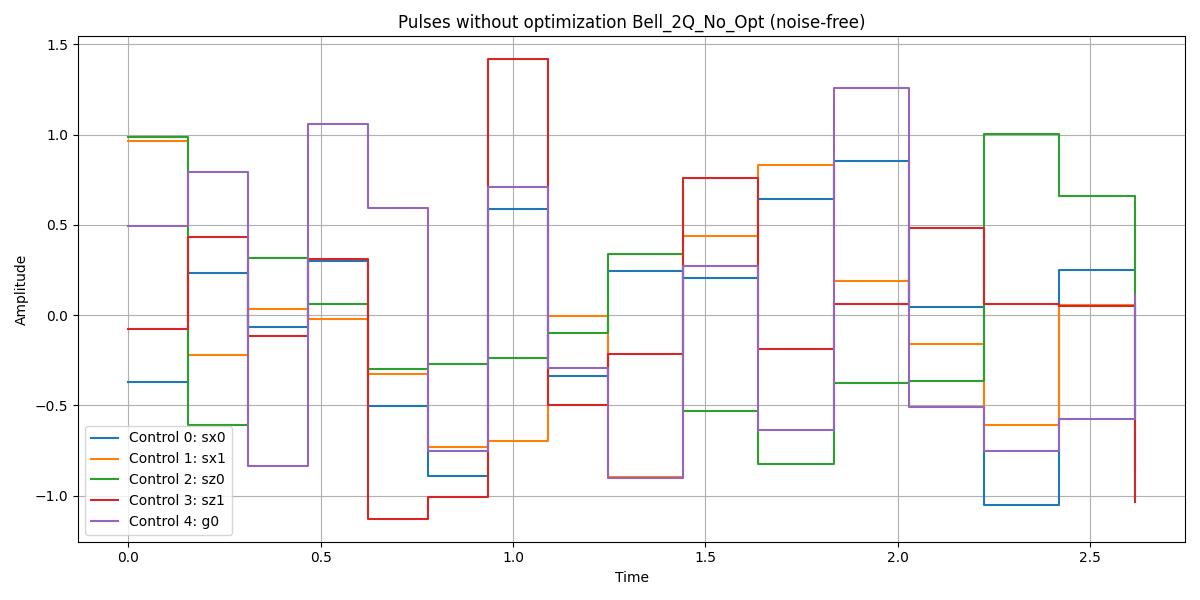 Pulses without optimization Bell_2Q_No_Opt (noise-free)
1.5
1.0
0.5
0.0
−0.5
−1.0
Amplitude
Control 0: sx0
Control 1: sx1
Control 2: sz0
Control 3: sz1
Control 4: g0
0.0 0.5 1.0 1.5 2.0 2.5
Time